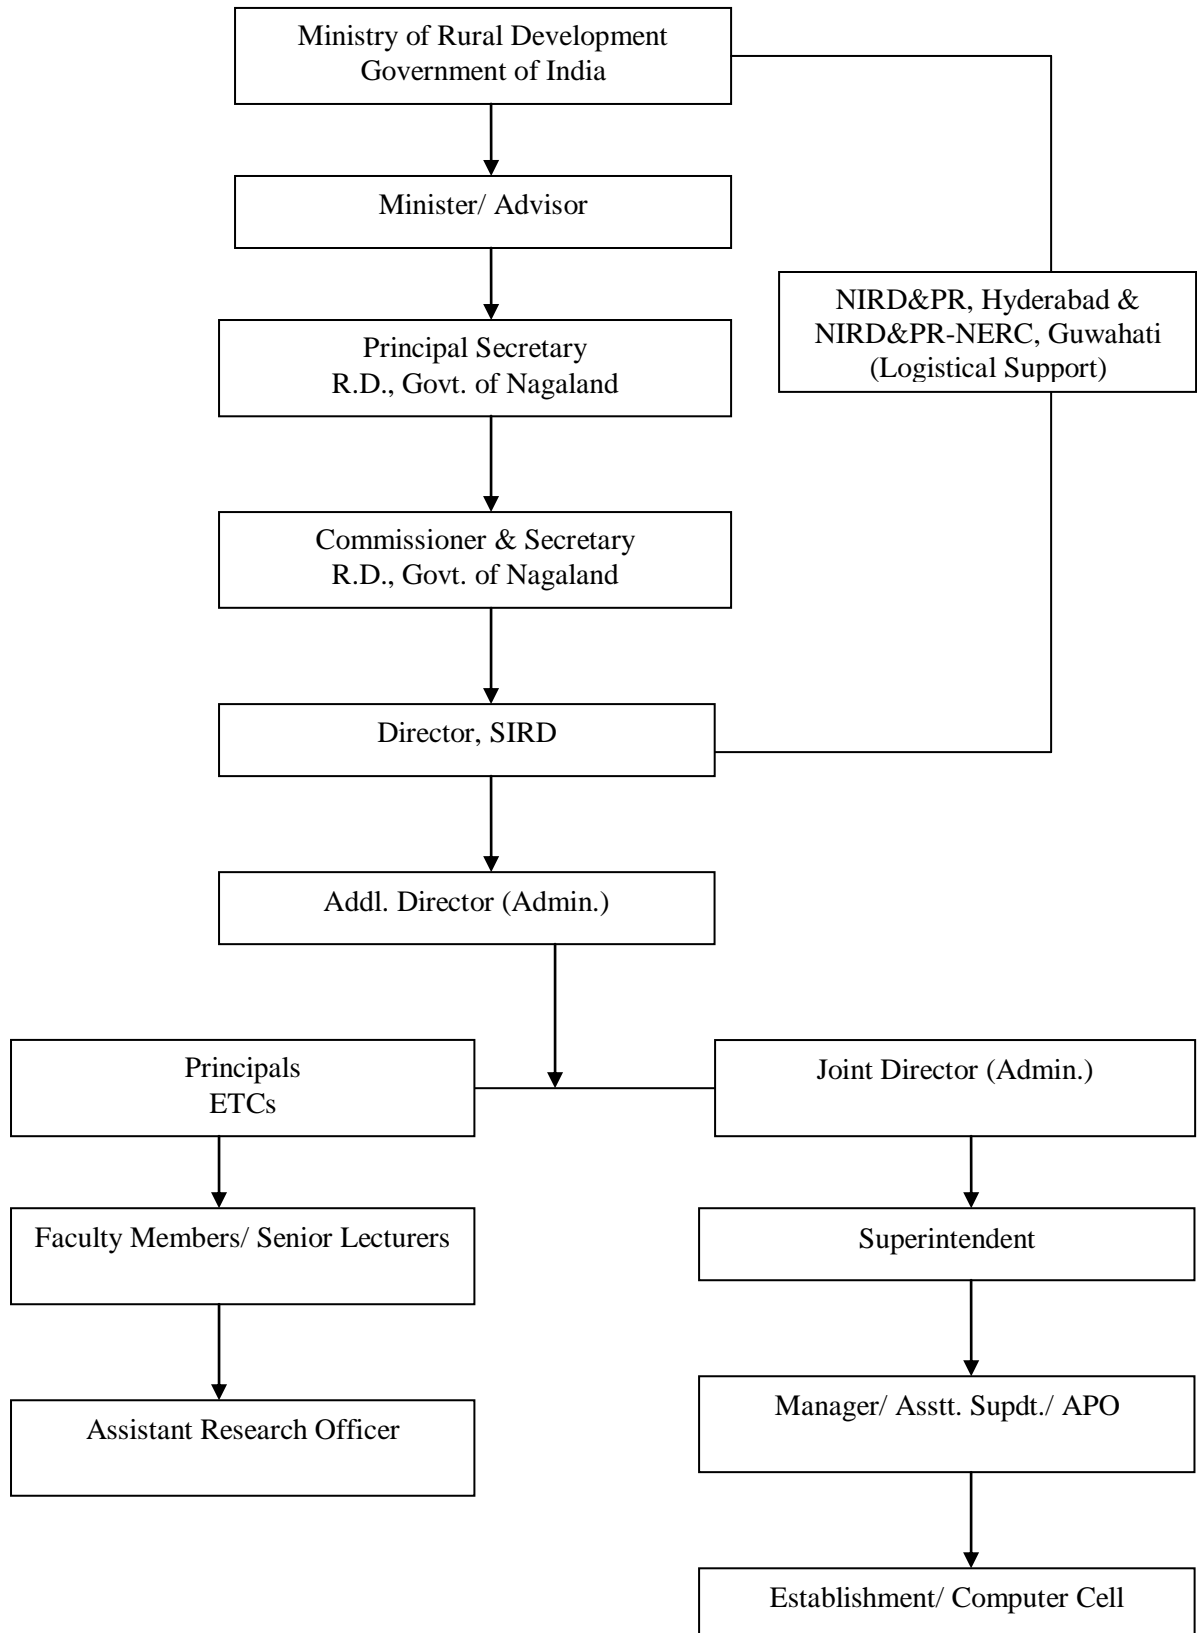 Ministry of Rural Development
Government of India
Minister/ Advisor
NIRD&PR, Hyderabad &
NIRD&PR-NERC, Guwahati
(Logistical Support)
Principal Secretary
R.D., Govt. of Nagaland
Commissioner & Secretary
R.D., Govt. of Nagaland
Director, SIRD
Addl. Director (Admin.)
Principals
ETCs
Joint Director (Admin.)
Faculty Members/ Senior Lecturers
Superintendent
Assistant Research Officer
Manager/ Asstt. Supdt./ APO
Establishment/ Computer Cell